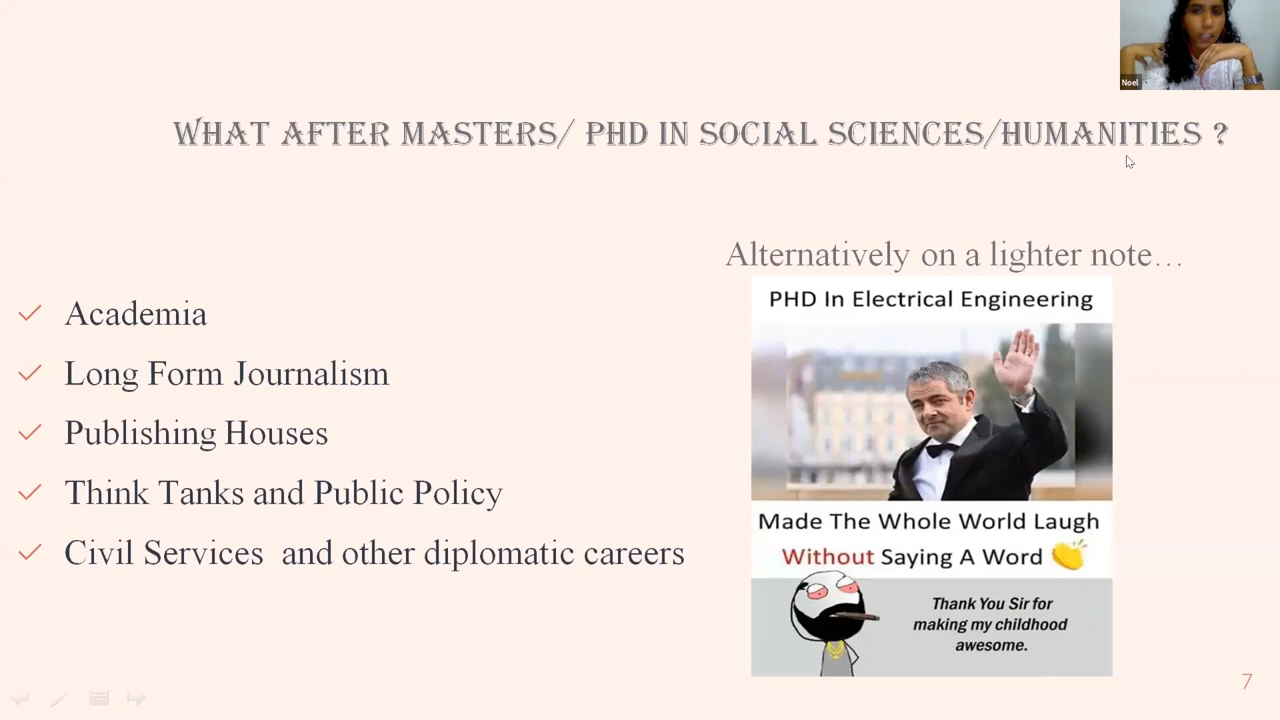 Noel
WHAT AFTER MASTERS/ PHD IN SOCIAL SCIENCES/HUMANITIES ?
Academia
Long Form Journalism
Publishing Houses
Think Tanks and Public Policy
Civil Services and other diplomatic careers
Alternatively on a lighter note…
PHD In Electrical Engineering
Made The Whole World Laugh
Without Saying A Word
Thank You Sir for
making my childhood
awesome.
7